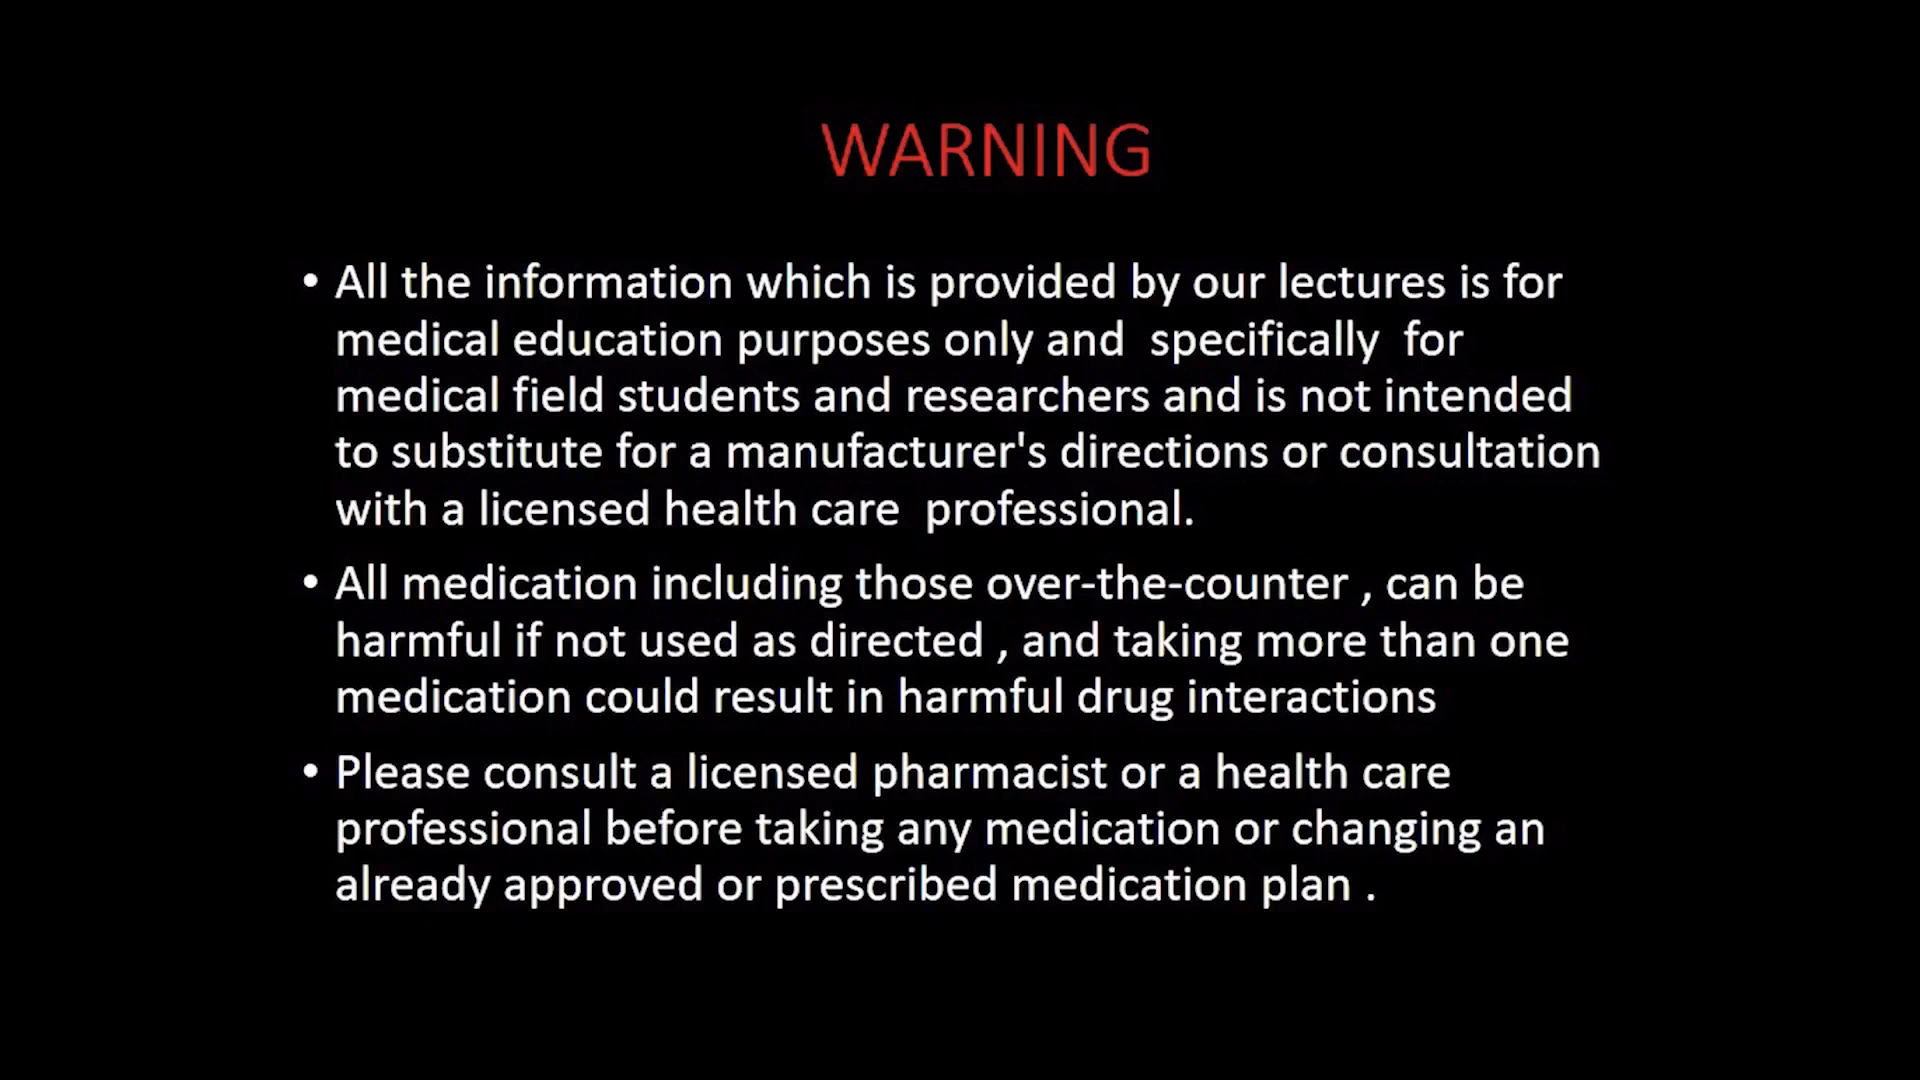 WARNING
• All the information which is provided by our lectures is for
medical education purposes only and  specifically  for
medical field students and researchers and is not intended
to substitute for a manufacturer's directions or consultation
with a licensed health care  professional.
• All medication including those over-the-counter , can be
harmful if not used as directed , and taking more than one
medication could result in harmful drug interactions
• Please consult a licensed pharmacist or a health care
professional before taking any medication or changing an
already approved or prescribed medication plan .